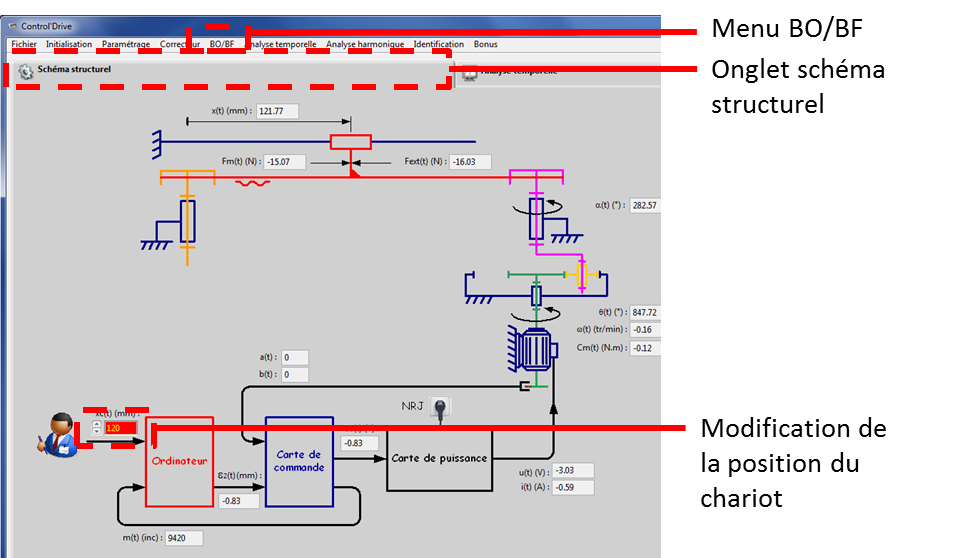 Control'Drive
Menu BO/BF
Fichier Initialisation Paramétrage Correcteur BO/BF Analyse temporelle Analyse harmonique Identification Bonus
Onglet schéma
structurel
Schéma structurel
Analyse temporelle
x(t) (mm) : 121.77
Fm(t) (N) : -15.07
Fext(t) (N) : -16.03
α(t) (°) : 282.57
θ(t) (°) : 847.72
ω(t) (tr/min) : -0.16
Cm(t) (N.m) : -0.12
a(t) : 0
b(t) : 0
NRJ
xc(t) (mm) :
120
-0.83
Ordinateur
Carte de
commande
Carte de puissance
ε2(t)(mm) :
-0.83
u(t) (V) : -3.03
i(t) (A) : -0.59
m(t) (inc) : 9420
Modification de
la position du
chariot